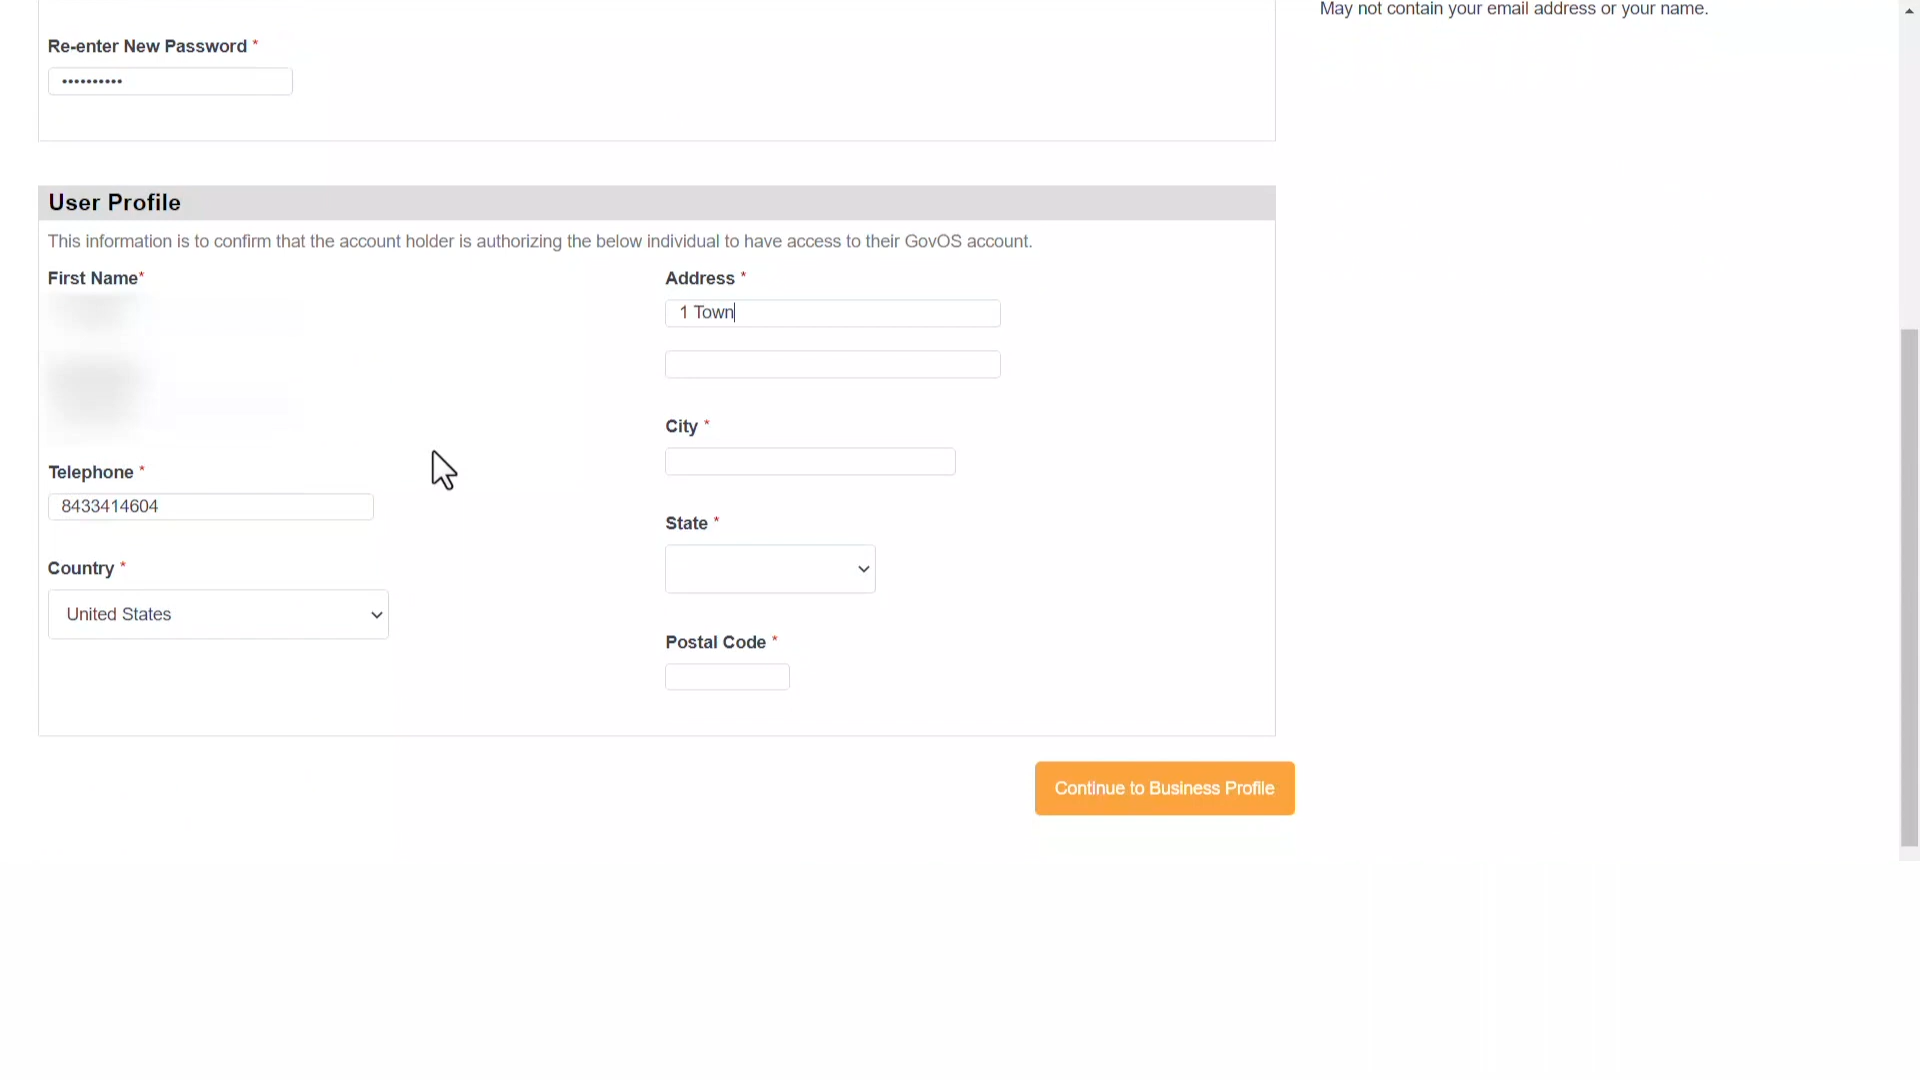 May not contain your email address or your name.
Re-enter New Password *
••••••••••
User Profile
This information is to confirm that the account holder is authorizing the below individual to have access to their GovOS account.
First Name*
Address *
1 Town
City *
Telephone *
8433414604
State *
Country *
United States
Postal Code *
Continue to Business Profile